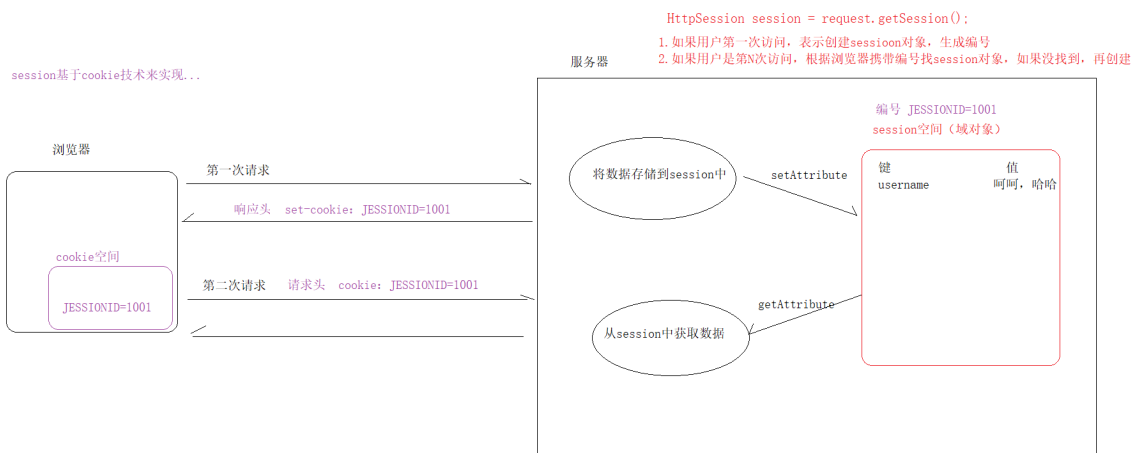 HttpSession session = request.getSession();
1.如果用户第一次访问，表示创建sessioon对象，生成编号
2.如果用户是第N次访问，根据浏览器携带编号找session对象，如果没找到，再创建
服务器
session基于cookie技术来实现...
编号 JESSIONID=1001
session空间（域对象）
浏览器
第一次请求
将数据存储到session中
setAttribute
键 值
username 呵呵，哈哈
响应头 set-cookie：JESSIONID=1001
cookie空间
第二次请求 请求头 cookie：JESSIONID=1001
JESSIONID=1001
getAttribute
从session中获取数据